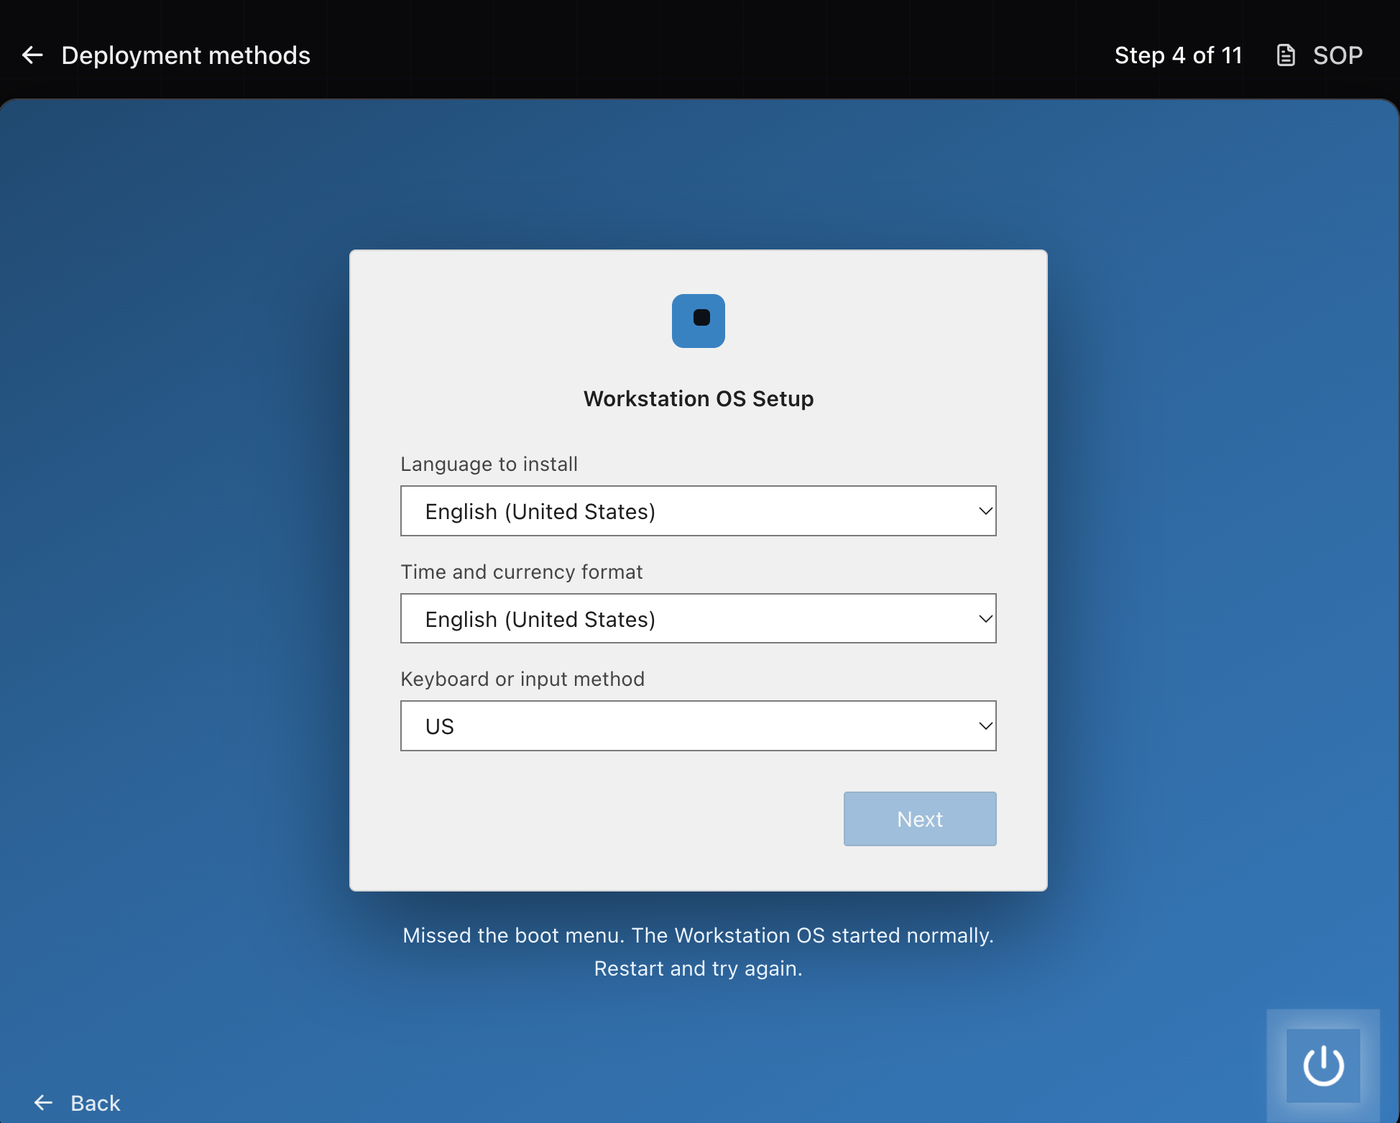 Deployment methods
Step 4 of 11
SOP
Workstation OS Setup
Language to install
English (United States)
Time and currency format
English (United States)
Keyboard or input method
US
Next
Missed the boot menu. The Workstation OS started normally.
Restart and try again.
Back